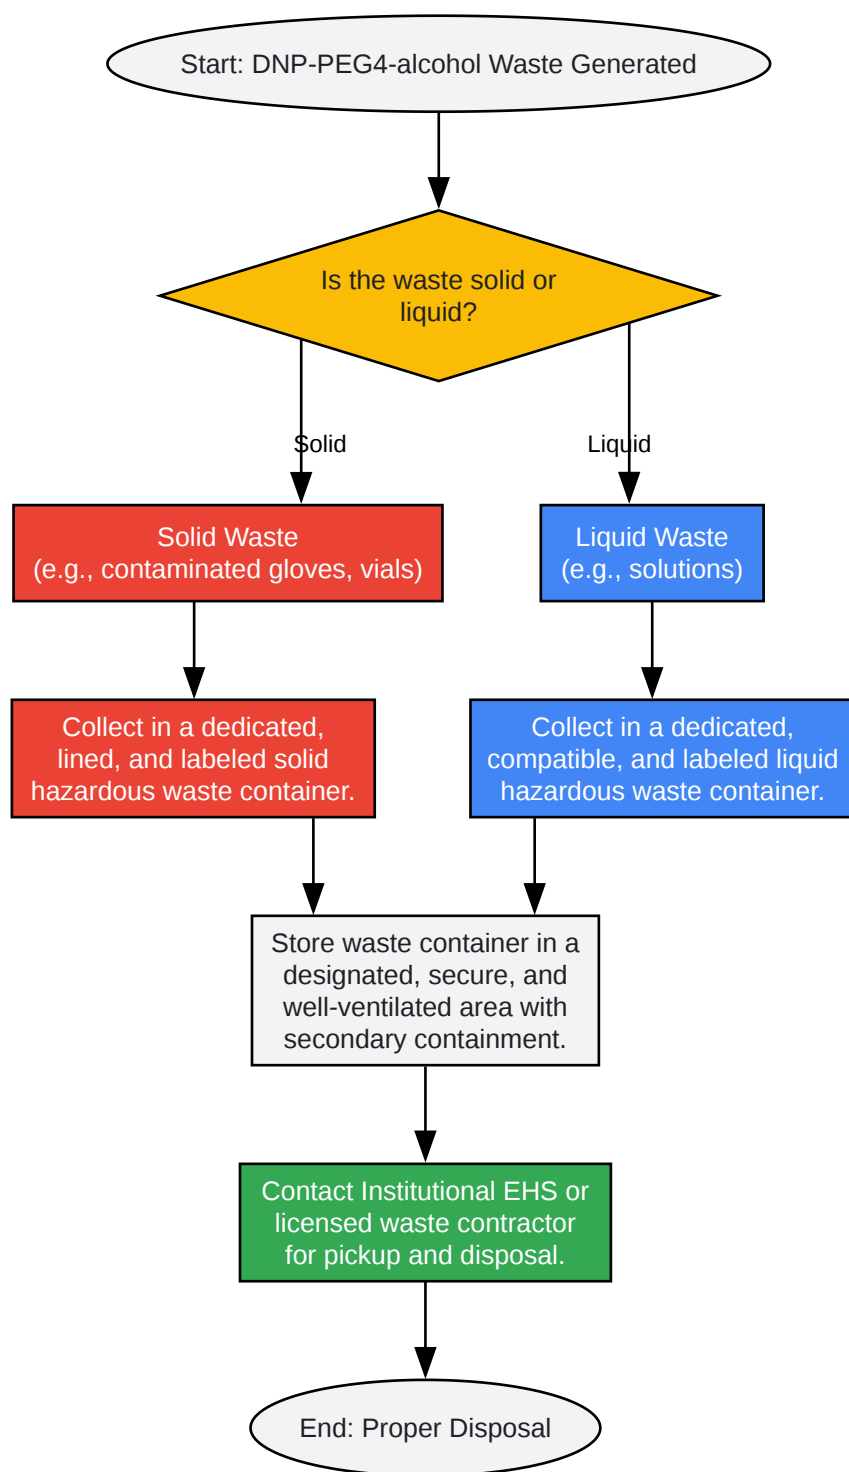 Start: DNP-PEG4-alcohol Waste Generated
Is the waste solid or
liquid?
Solid
Liquid
Solid Waste
(e.g., contaminated gloves, vials)
Liquid Waste
(e.g., solutions)
Collect in a dedicated,
lined, and labeled solid
hazardous waste container.
Collect in a dedicated,
compatible, and labeled liquid
hazardous waste container.
Store waste container in a
designated, secure, and
well-ventilated area with
secondary containment.
Contact Institutional EHS or
licensed waste contractor
for pickup and disposal.
End: Proper Disposal